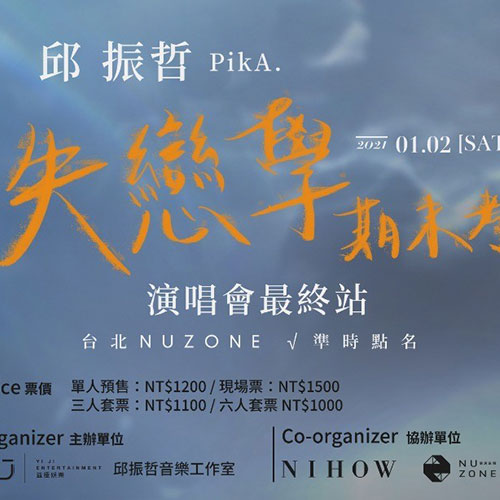 邱 振哲 PikA.
2021 01.02 [SAT
失戀學 期末考
演唱會最終站
台北NUZONE √ 準時點名
ce 票價 單人預售：NT$1200 / 現場票：NT$1500
三人套票：NT$1100 / 六人套票 NT$1000
ganizer 主辦單位
YI JI ENTERTAINMENT
邱振哲音樂工作室
Co-organizer 協辦單位
NIHOW
NU
ZONE